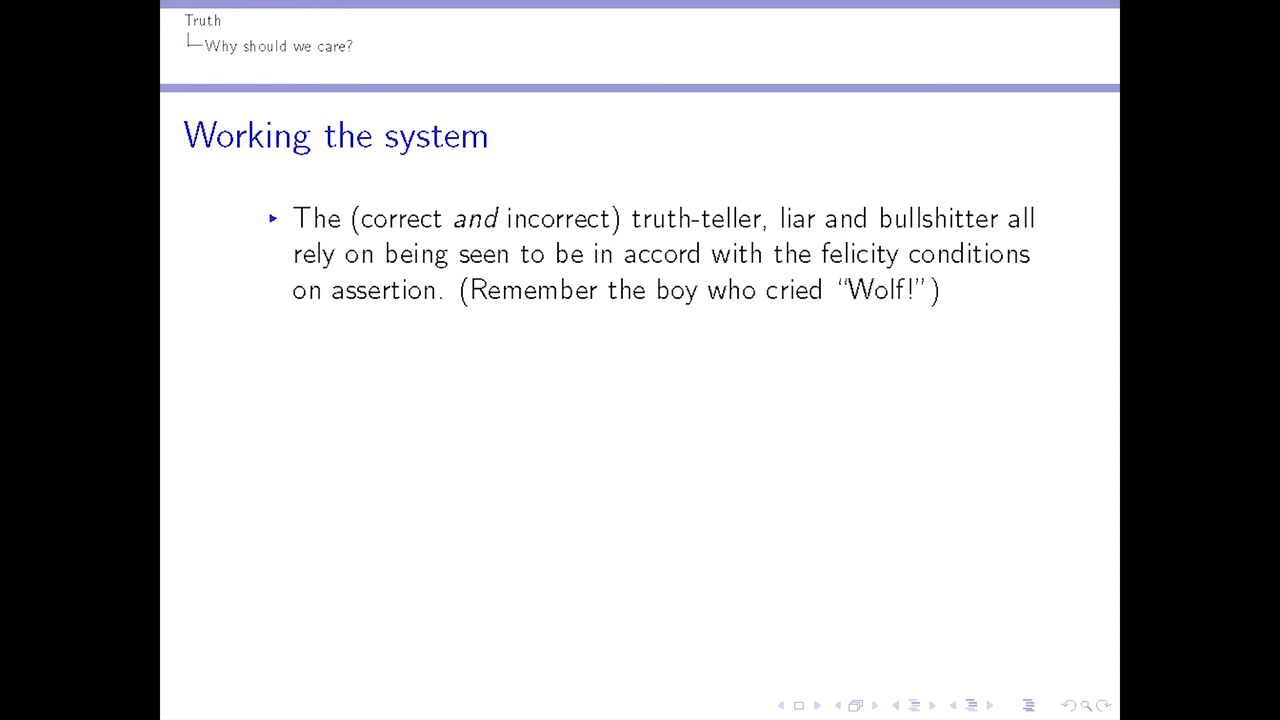 Truth
Why should we care?
Working the system
The (correct and incorrect) truth-teller, liar and bullshitter all
rely on being seen to be in accord with the felicity conditions
on assertion. (Remember the boy who cried “Wolf!”)